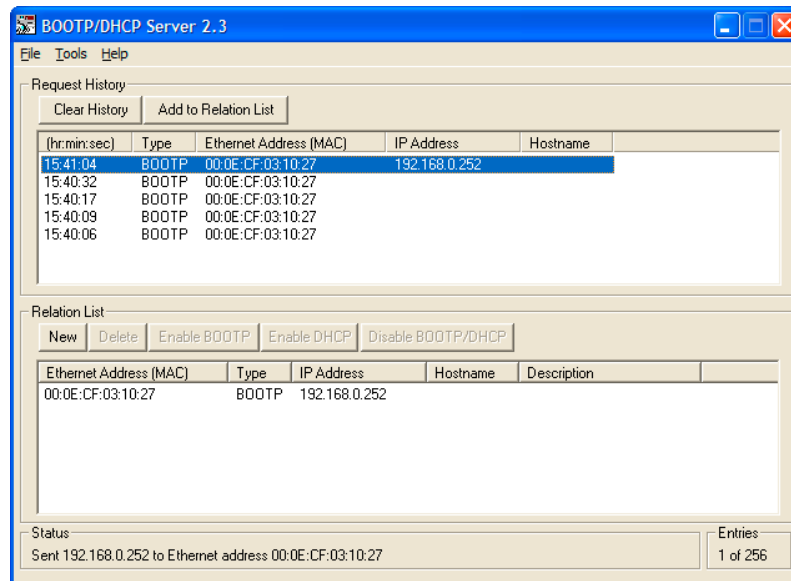 BOOTP/DHCP Server 2.3
File Tools Help
Request History
Clear History Add to Relation List
(hr:min:sec) Type Ethernet Address (MAC) IP Address Hostname
15:41:04 BOOTP 00:0E:CF:03:10:27 192.168.0.252
15:40:32 BOOTP 00:0E:CF:03:10:27
15:40:17 BOOTP 00:0E:CF:03:10:27
15:40:09 BOOTP 00:0E:CF:03:10:27
15:40:06 BOOTP 00:0E:CF:03:10:27
Relation List
New Delete Enable BOOTP Enable DHCP Disable BOOTP/DHCP
Ethernet Address (MAC) Type IP Address Hostname Description
00:0E:CF:03:10:27 BOOTP 192.168.0.252
Status Entries
Sent 192.168.0.252 to Ethernet address 00:0E:CF:03:10:27 1 of 256